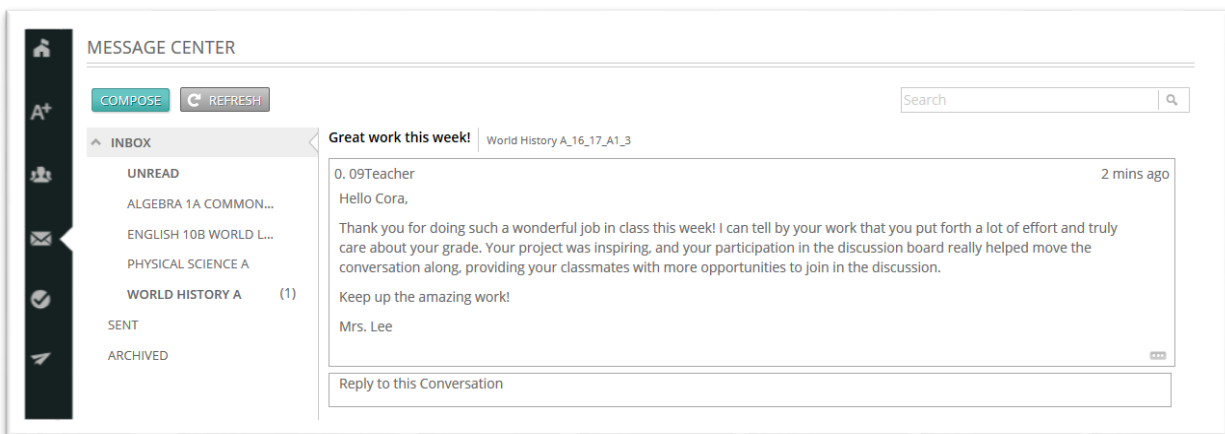 MESSAGE CENTER
COMPOSE
REFRESH
Search
A+
INBOX
UNREAD
ALGEBRA 1A COMMON...
ENGLISH 10B WORLD L...
PHYSICAL SCIENCE A
WORLD HISTORY A (1)
SENT
ARCHIVED
Great work this week! World History A_16_17_A1_3
0. 09Teacher 2 mins ago
Hello Cora,
Thank you for doing such a wonderful job in class this week! I can tell by your work that you put forth a lot of effort and truly
care about your grade. Your project was inspiring, and your participation in the discussion board really helped move the
conversation along, providing your classmates with more opportunities to join in the discussion.
Keep up the amazing work!
Mrs. Lee
Reply to this Conversation